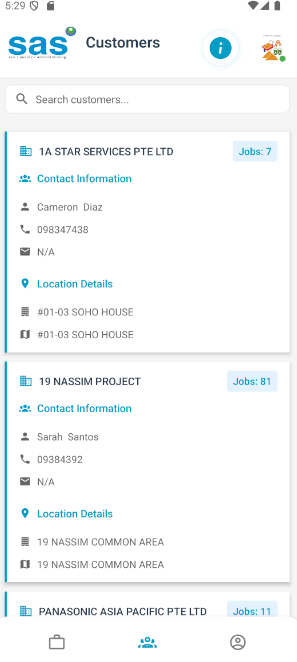 5:29
sas
Customers
Search customers...
1A STAR SERVICES PTE LTD
Jobs: 7
Contact Information
Cameron Diaz
098347438
N/A
Location Details
#01-03 SOHO HOUSE
#01-03 SOHO HOUSE
19 NASSIM PROJECT
Jobs: 81
Contact Information
Sarah Santos
09384392
N/A
Location Details
19 NASSIM COMMON AREA
19 NASSIM COMMON AREA
PANASONIC ASIA PACIFIC PTE LTD
Jobs: 11